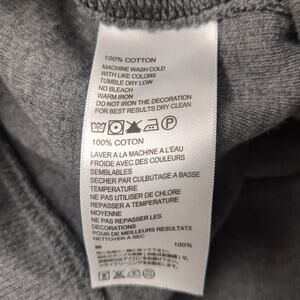 100% COTTON
MACHINE WASH COLD
WITH LIKE COLORS
TUMBLE DRY LOW
NO BLEACH
WARM IRON
DO NOT IRON THE DECORATION
FOR BEST RESULTS DRY CLEAN
100% COTON
LAVER A LA MACHINE A L'EAU
FROIDE AVEC DES COULEURS
SEMBLABLES
SECHER PAR CULBUTAGE A BASSE
TEMPERATURE
NE PAS UTILISER DE CHLORE
REPASSER A TEMPERATURE
MOYENNE
NE PAS REPASSER LES
DECORATIONS
POUR DE MEILLEURS RESULTATS
NETTOYER A SEC
綿 100%